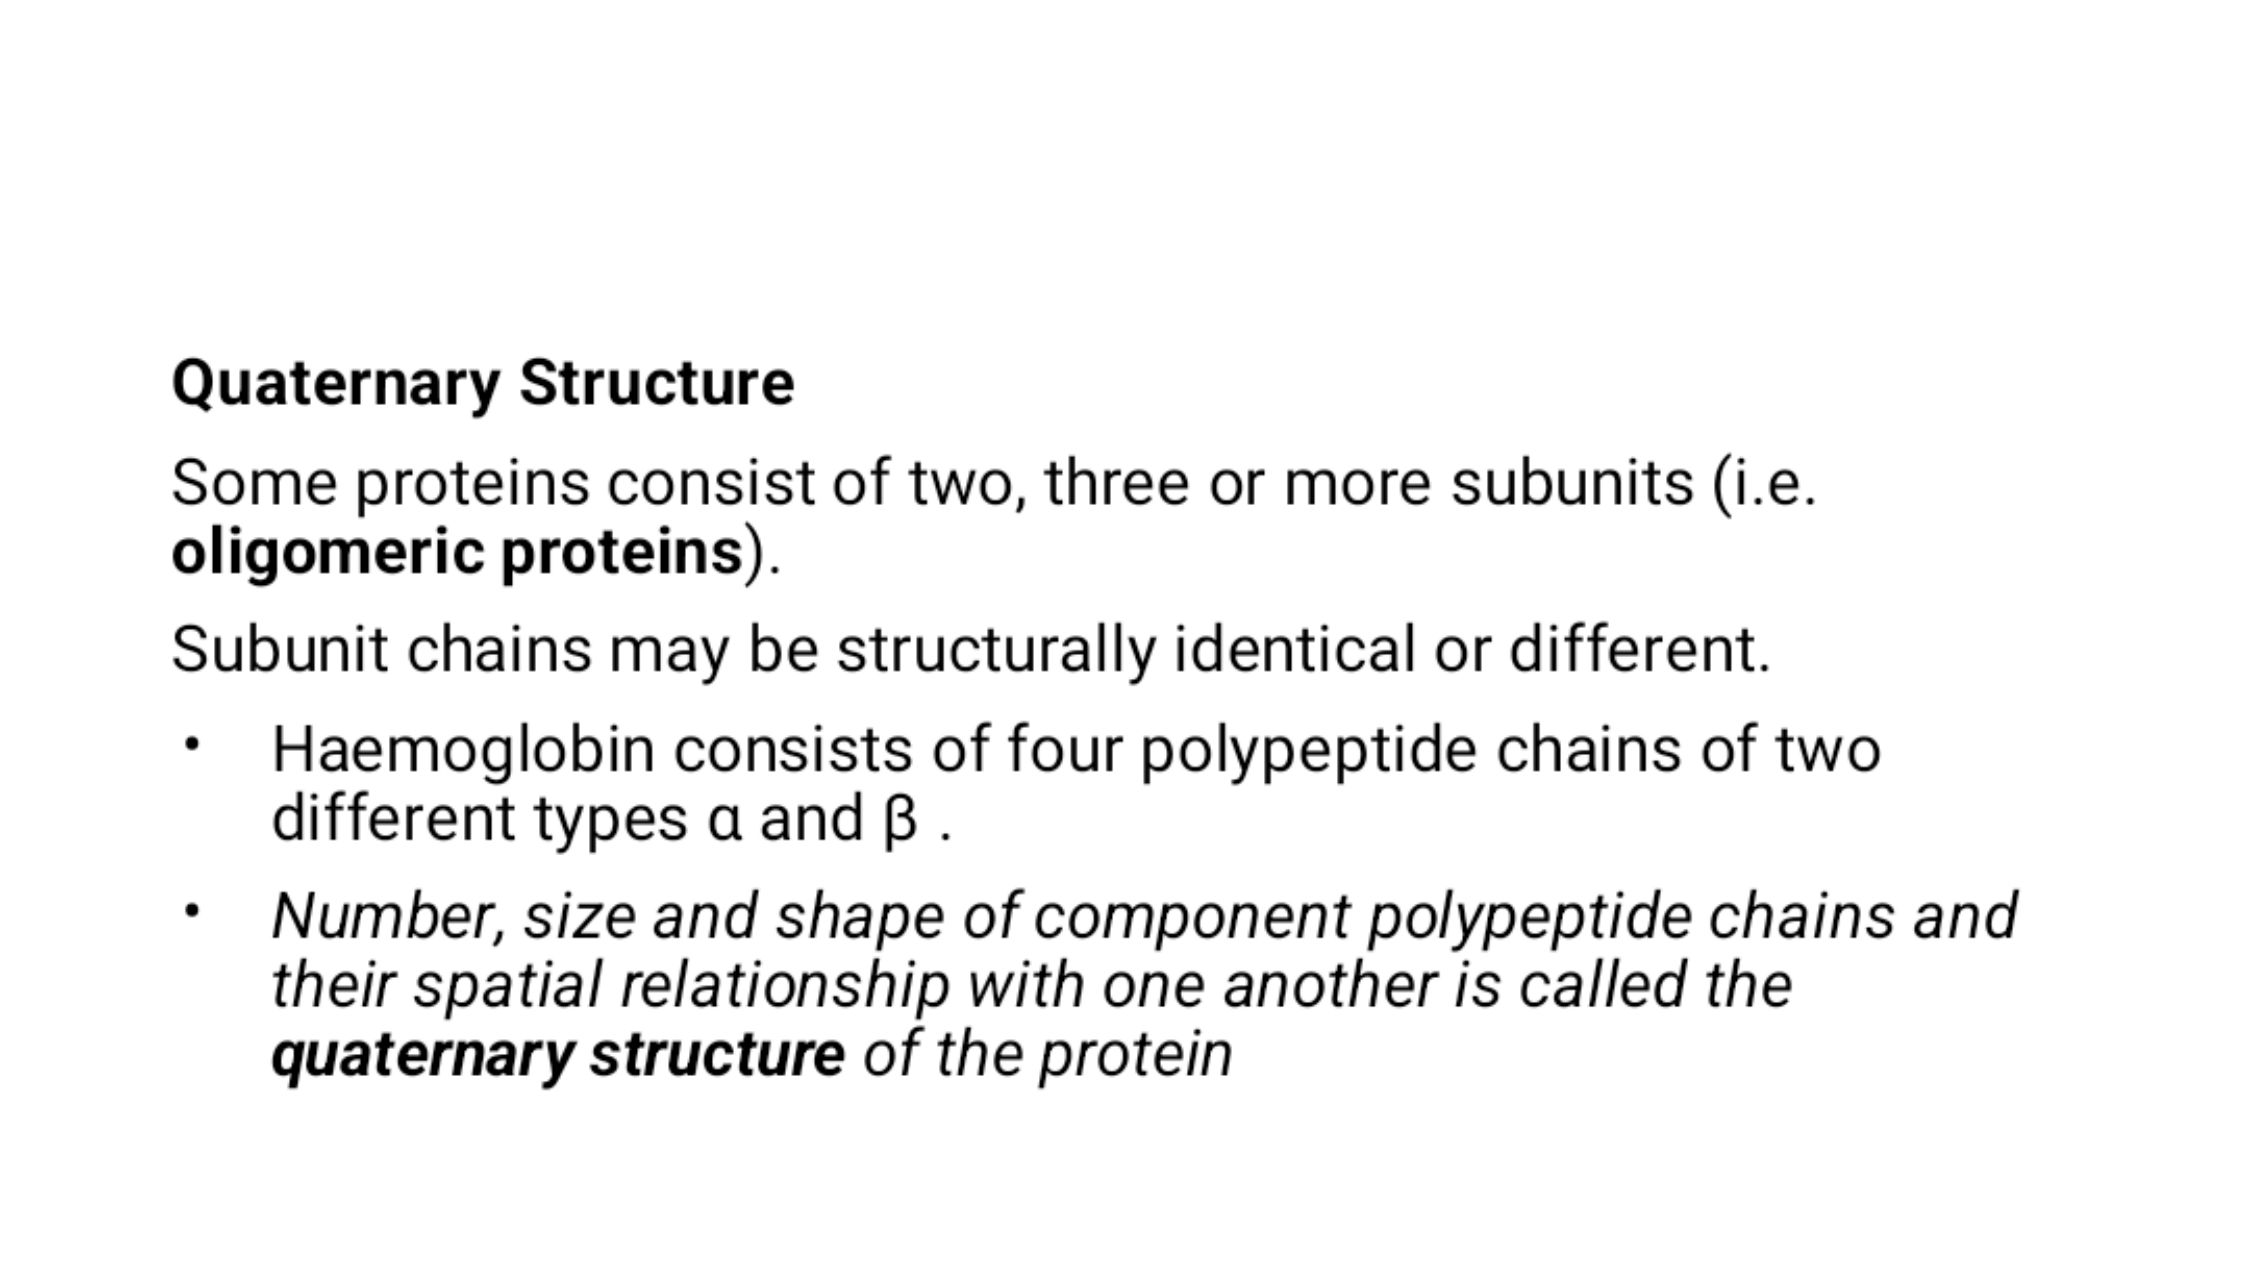 Quaternary Structure
Some proteins consist of two, three or more subunits (i.e.
oligomeric proteins).
Subunit chains may be structurally identical or different.
• Haemoglobin consists of four polypeptide chains of two
different types α and β .
• Number, size and shape of component polypeptide chains and
their spatial relationship with one another is called the
quaternary structure of the protein